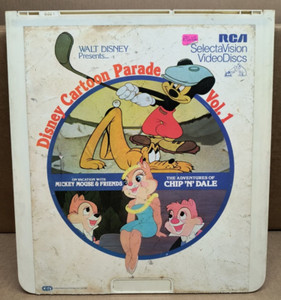 WALT DISNEY
Presents...
RCA
SelectaVision
VideoDiscs
Disney Cartoon Parade
Vol. 1
ON VACATION WITH
MICKEY MOUSE & FRIENDS
THE ADVENTURES OF
CHIP 'N' DALE